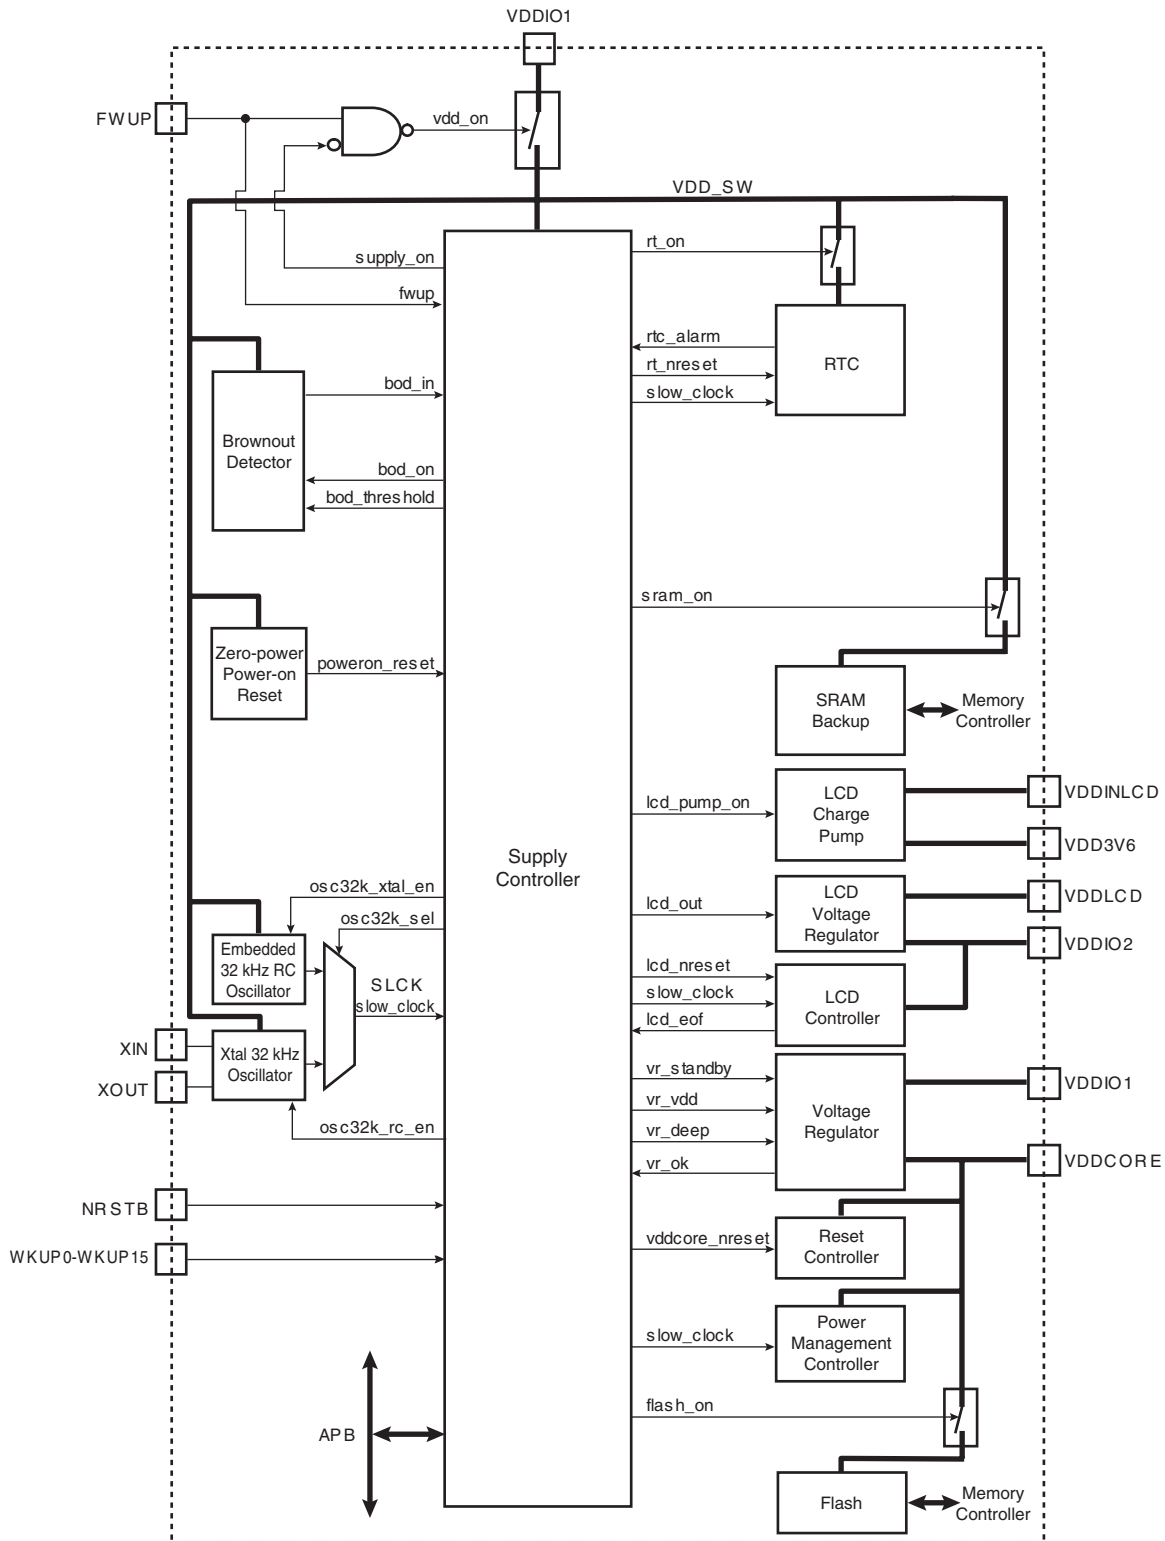 VDDIO1
FWUP
vdd_on
VDD_SW
supply_on
fwup
rt_on
rtc_alarm
rt_nreset
slow_clock
RTC
bod_in
Brownout
Detector
bod_on
bod_threshold
sram_on
Zero-power
Power-on
Reset
poweron_reset
SRAM
Backup
Memory
Controller
lcd_pump_on
LCD
Charge
Pump
VDDINLCD
VDD3V6
Supply
Controller
osc32k_xtal_en
osc32k_sel
lcd_out
LCD
Voltage
Regulator
VDDLCD
VDDIO2
Embedded
32 kHz RC
Oscillator
SLCK
slow_clock
lcd_nreset
slow_clock
lcd_eof
LCD
Controller
XIN
XOUT
Xtal 32 kHz
Oscillator
osc32k_rc_en
vr_standby
vr_vdd
vr_deep
vr_ok
Voltage
Regulator
VDDIO1
VDDCORE
NRSTB
WKUP0-WKUP15
vddcore_nreset
Reset
Controller
slow_clock
Power
Management
Controller
flash_on
APB
Flash
Memory
Controller